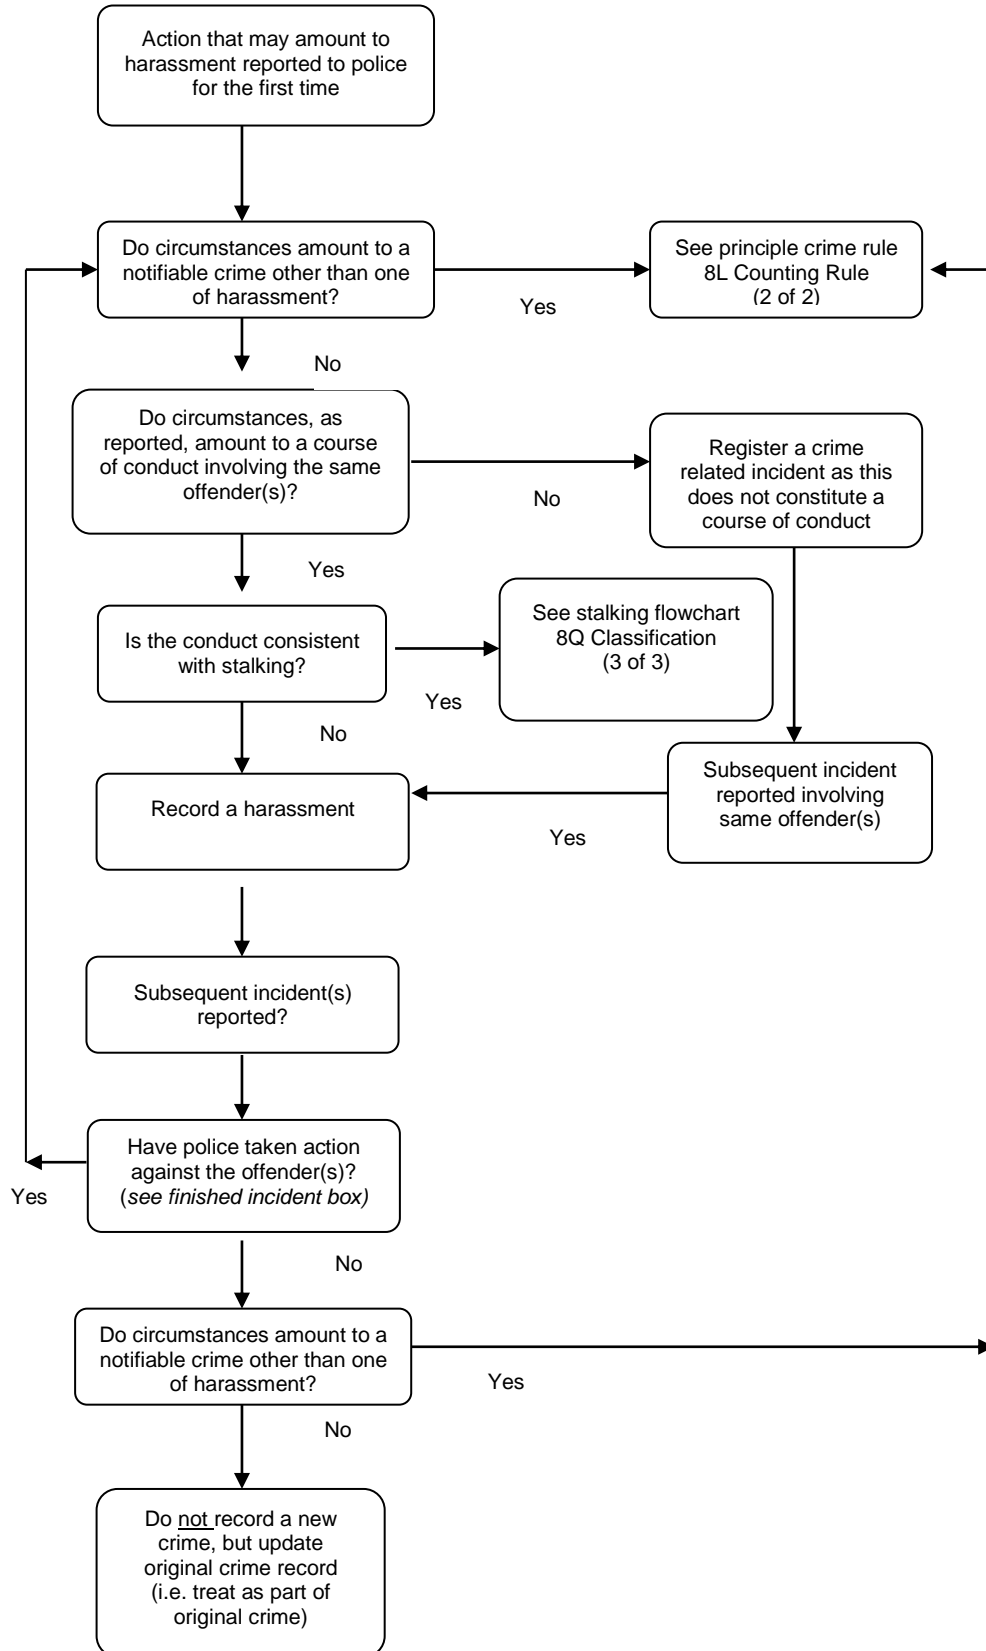 Action that may amount to
harassment reported to police
for the first time
Do circumstances amount to a
notifiable crime other than one
of harassment?
Yes
See principle crime rule
8L Counting Rule
(2 of 2)
No
Do circumstances, as
reported, amount to a course
of conduct involving the same
offender(s)?
No
Register a crime
related incident as this
does not constitute a
course of conduct
Yes
Is the conduct consistent
with stalking?
Yes
See stalking flowchart
8Q Classification
(3 of 3)
No
Record a harassment
Yes
Subsequent incident
reported involving
same offender(s)
Subsequent incident(s)
reported?
Have police taken action
against the offender(s)?
(see finished incident box)
Yes
No
Do circumstances amount to a
notifiable crime other than one
of harassment?
Yes
No
Do not record a new
crime, but update
original crime record
(i.e. treat as part of
original crime)